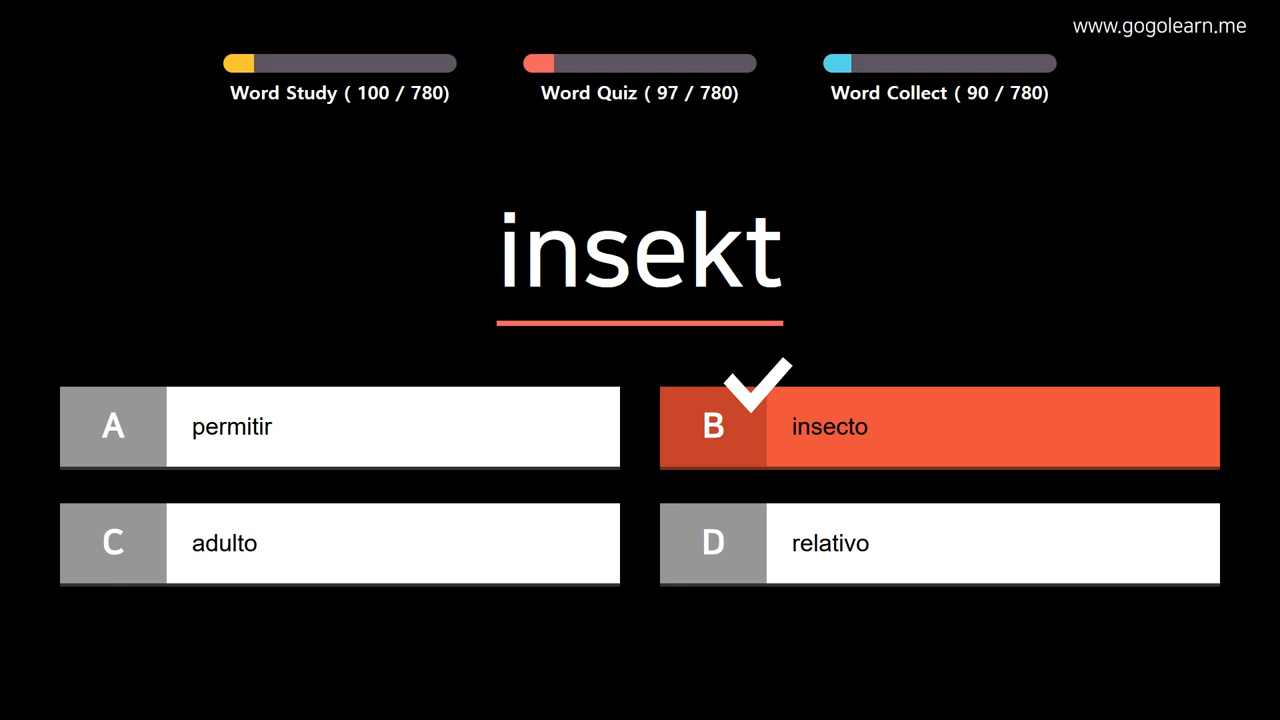 www.gogolearn.me
Word Study ( 100 / 780)
Word Quiz ( 97 / 780)
Word Collect ( 90 / 780)
insekt
A permitir
B insecto
C adulto
D relativo